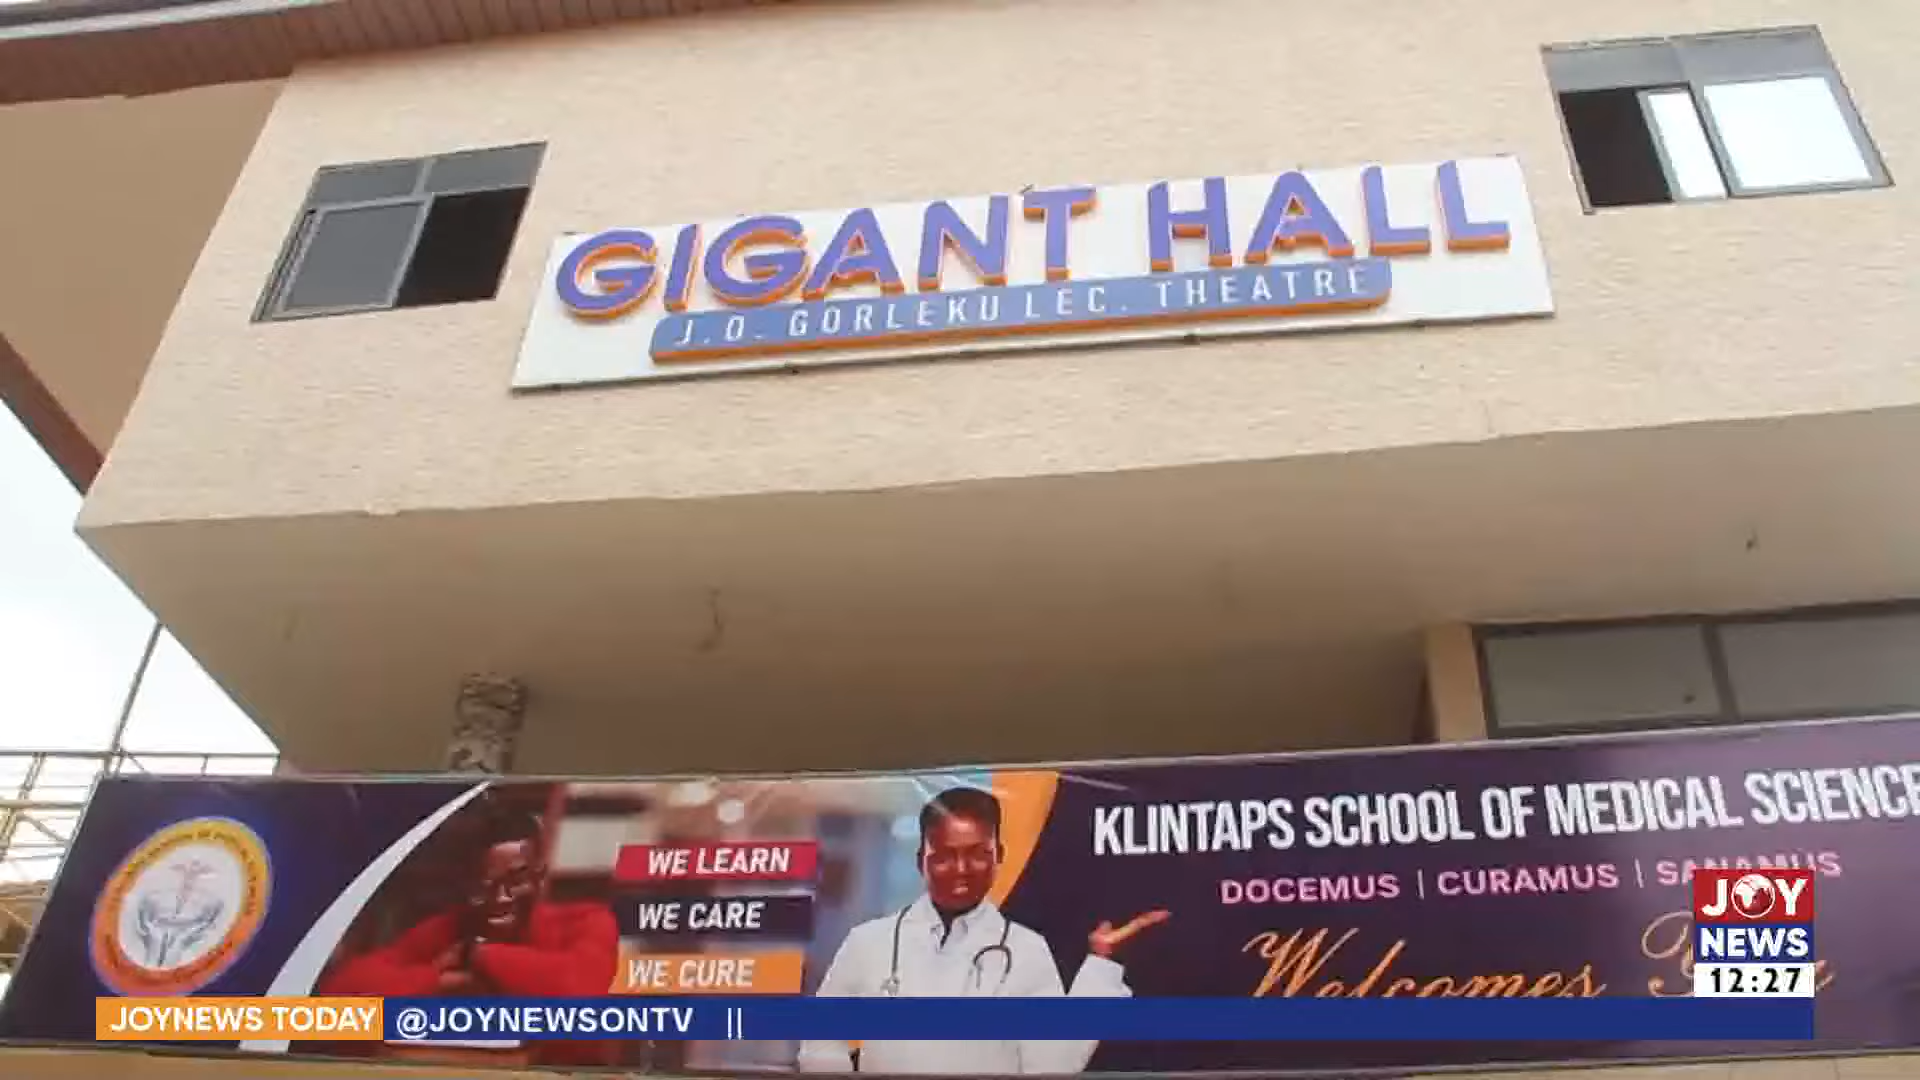 GIGANT HALL
J.O. GORLEKU LEC. THEATRE
KLINTAPS SCHOOL OF MEDICAL SCIENCE
DOCEMUS | CURAMUS | SANAMUS
WE LEARN
WE CARE
WE CURE
Welcomes
JOY
NEWS
12:27
JOYNEWS TODAY @JOYNEWSONTV ||